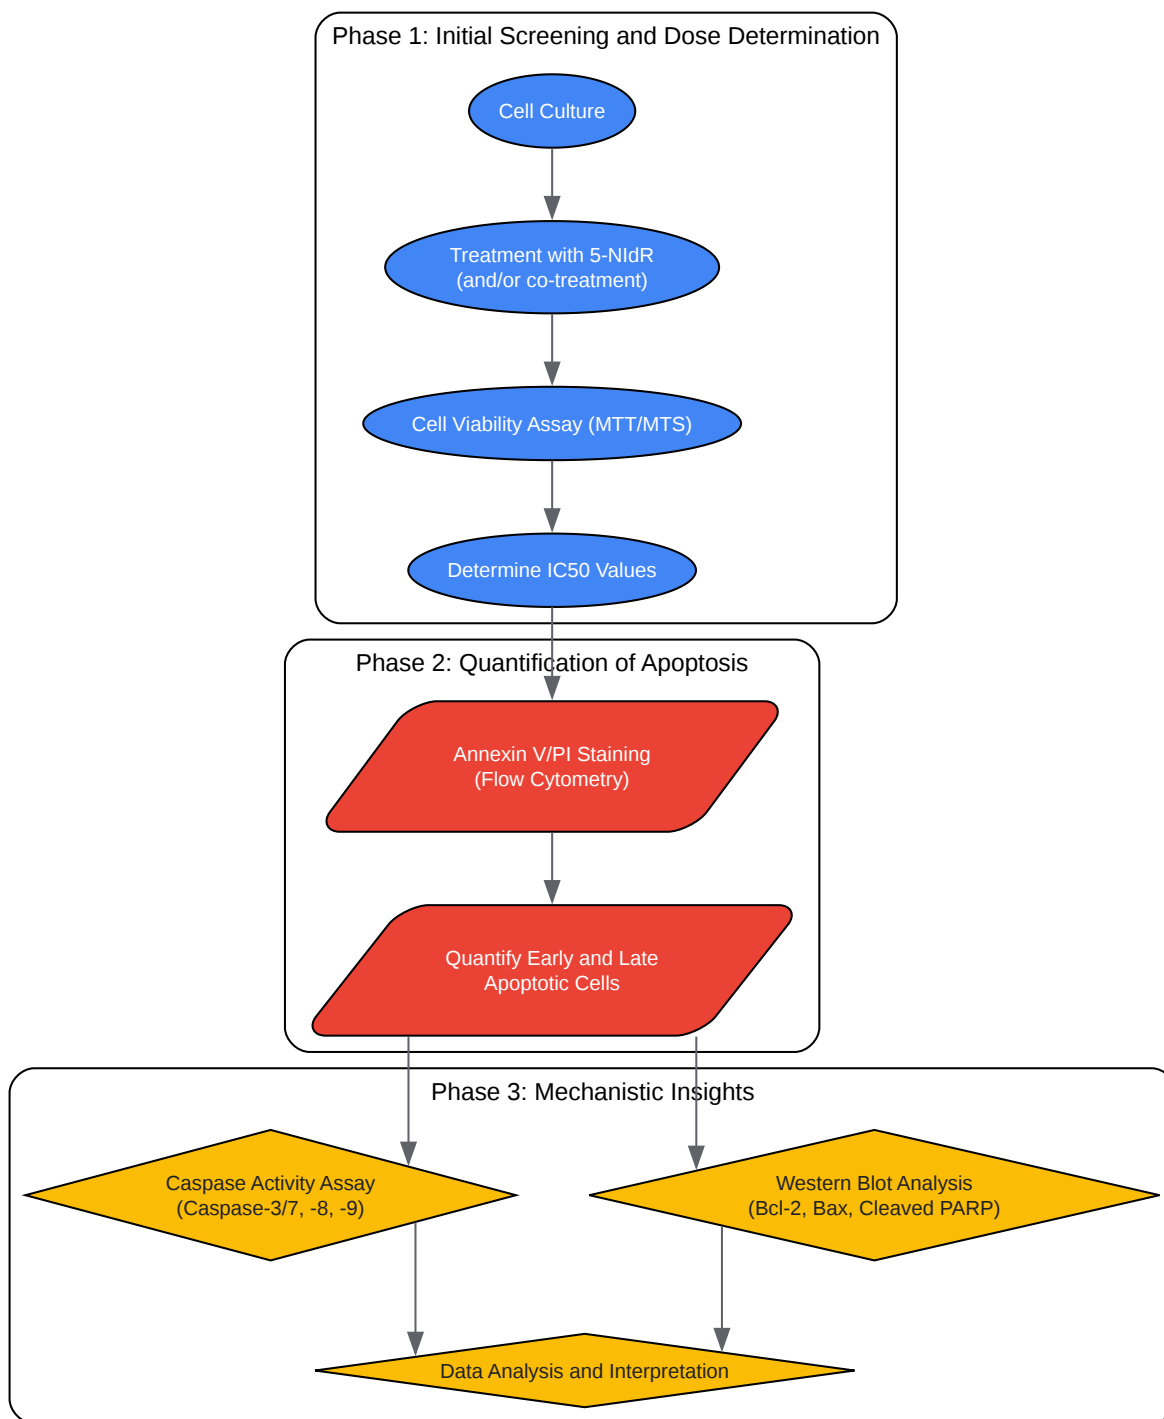 Phase 1: Initial Screening and Dose Determination
Cell Culture
Treatment with 5-NIdR
(and/or co-treatment)
Cell Viability Assay (MTT/MTS)
Determine IC50 Values
Phase 2: Quantification of Apoptosis
Annexin V/PI Staining
(Flow Cytometry)
Quantify Early and Late
Apoptotic Cells
Phase 3: Mechanistic Insights
Caspase Activity Assay
(Caspase-3/7, -8, -9)
Western Blot Analysis
(Bcl-2, Bax, Cleaved PARP)
Data Analysis and Interpretation